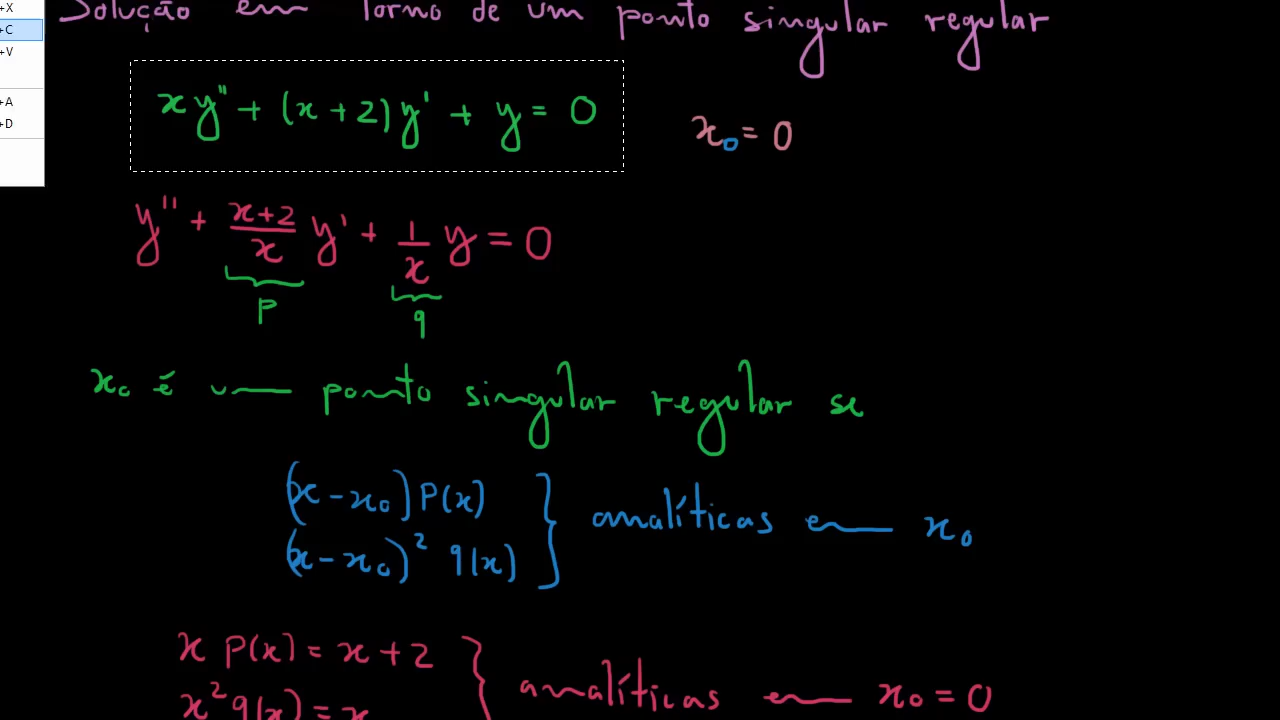 +X
+C
+V
+A
+D
Solução em torno de um ponto singular regular
xy'' + (x + 2)y' + y = 0
x₀ = 0
y'' + (x+2)/x y' + 1/x y = 0
p q
x₀ é um ponto singular regular se
(x - x₀) P(x)
(x - x₀)² q(x) } analíticas em x₀
x P(x) = x + 2
x² q(x) = x } analíticas em x₀ = 0